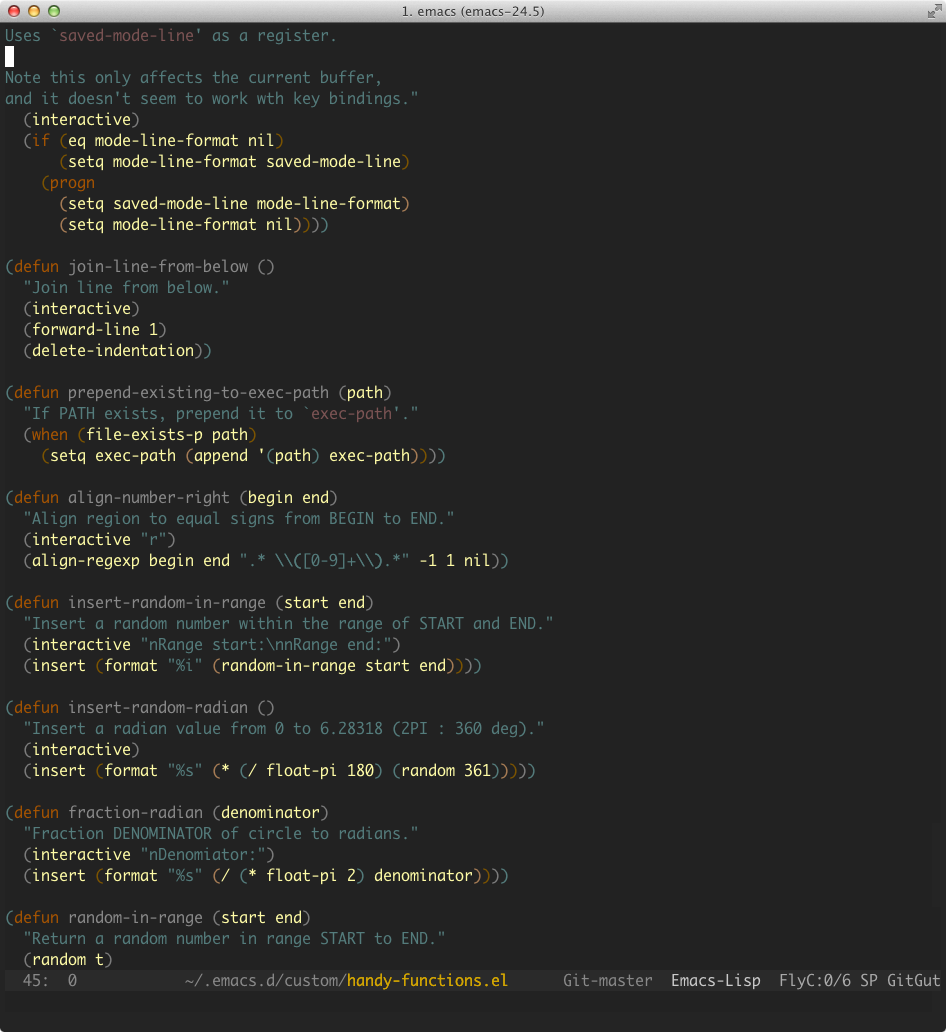 1. emacs (emacs-24.5)
Uses `saved-mode-line' as a register.

Note this only affects the current buffer,
and it doesn't seem to work wth key bindings."
  (interactive)
  (if (eq mode-line-format nil)
      (setq mode-line-format saved-mode-line)
    (progn
      (setq saved-mode-line mode-line-format)
      (setq mode-line-format nil))))

(defun join-line-from-below ()
  "Join line from below."
  (interactive)
  (forward-line 1)
  (delete-indentation))

(defun prepend-existing-to-exec-path (path)
  "If PATH exists, prepend it to `exec-path'."
  (when (file-exists-p path)
    (setq exec-path (append '(path) exec-path))))

(defun align-number-right (begin end)
  "Align region to equal signs from BEGIN to END."
  (interactive "r")
  (align-regexp begin end ".* \\([0-9]+\\).*" -1 1 nil))

(defun insert-random-in-range (start end)
  "Insert a random number within the range of START and END."
  (interactive "nRange start:\nnRange end:")
  (insert (format "%i" (random-in-range start end))))

(defun insert-random-radian ()
  "Insert a radian value from 0 to 6.28318 (2PI : 360 deg)."
  (interactive)
  (insert (format "%s" (* (/ float-pi 180) (random 361)))))

(defun fraction-radian (denominator)
  "Fraction DENOMINATOR of circle to radians."
  (interactive "nDenomiator:")
  (insert (format "%s" (/ (* float-pi 2) denominator))))

(defun random-in-range (start end)
  "Return a random number in range START to END."
  (random t)
  45:  0            ~/.emacs.d/custom/handy-functions.el      Git-master  Emacs-Lisp  FlyC:0/6 SP GitGut